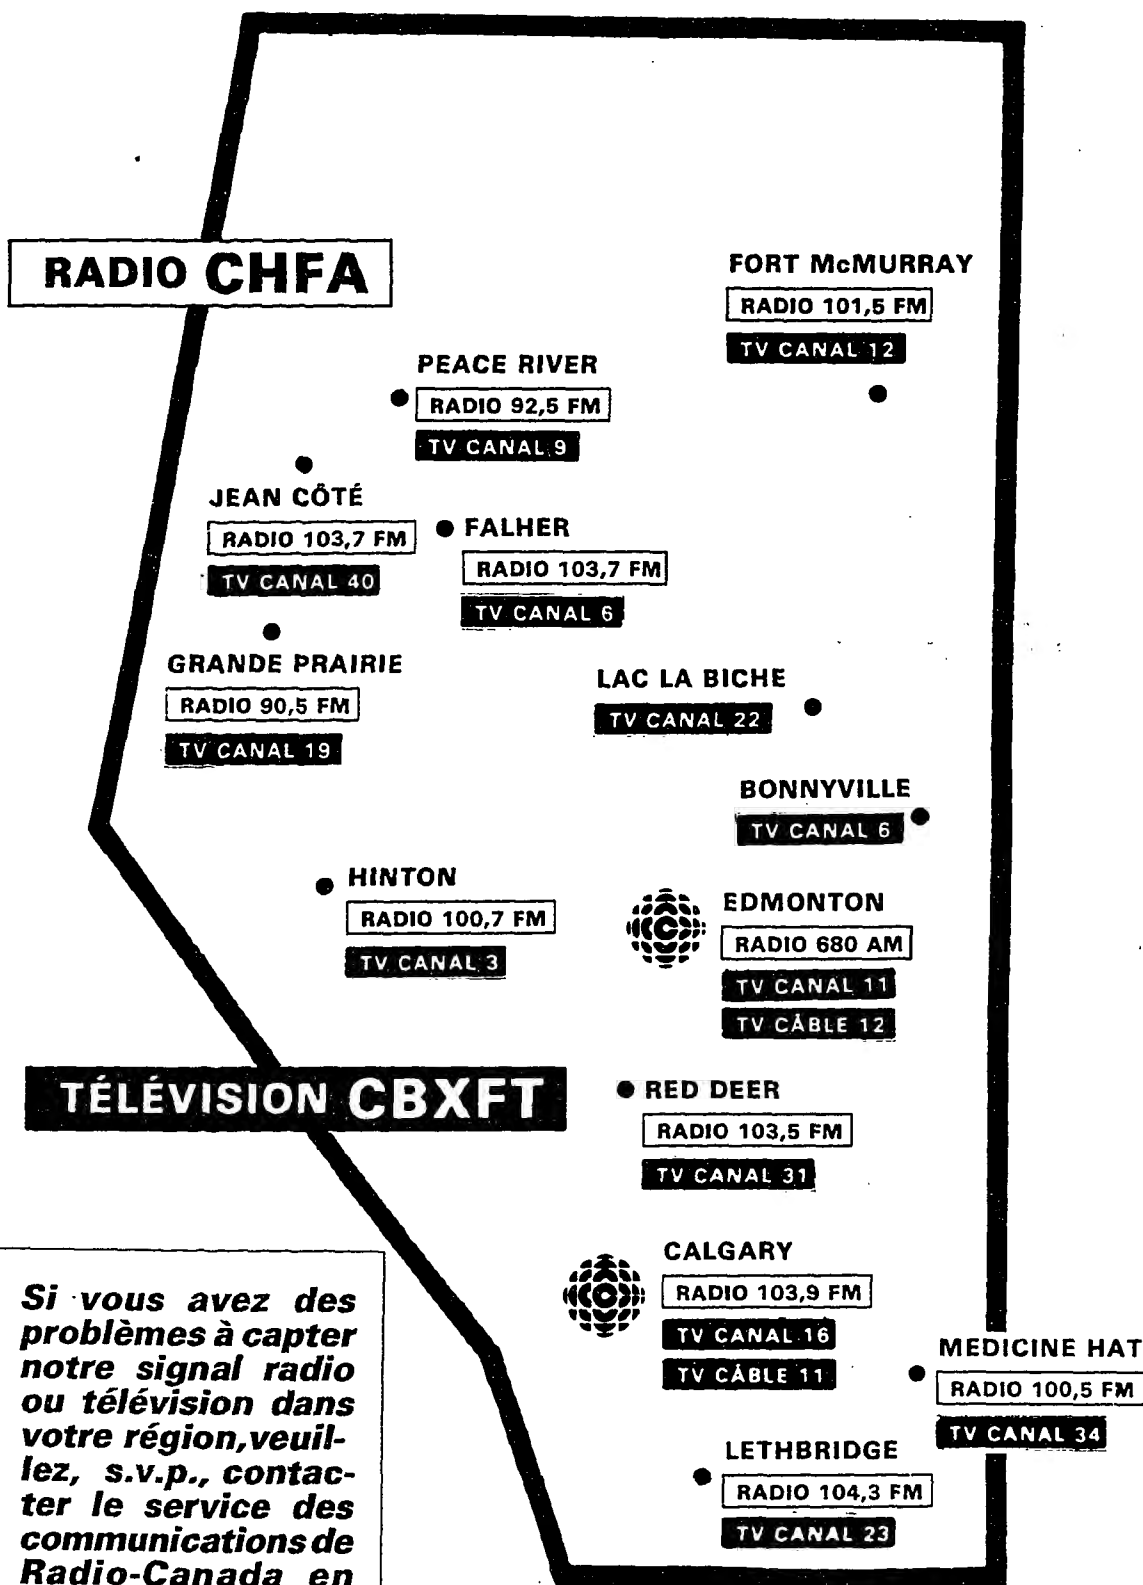 RADIO CHFA
FORT McMURRAY
RADIO 101,5 FM
TV CANAL 12
PEACE RIVER
RADIO 92,5 FM
TV CANAL 9
JEAN CÔTÉ
RADIO 103,7 FM
TV CANAL 40
FALHER
RADIO 103,7 FM
TV CANAL 6
GRANDE PRAIRIE
RADIO 90,5 FM
TV CANAL 19
LAC LA BICHE
TV CANAL 22
BONNYVILLE
TV CANAL 6
HINTON
RADIO 100,7 FM
TV CANAL 3
EDMONTON
RADIO 680 AM
TV CANAL 11
TV CÂBLE 12
TÉLÉVISION CBXFT
RED DEER
RADIO 103,5 FM
TV CANAL 31
CALGARY
RADIO 103,9 FM
TV CANAL 16
TV CÂBLE 11
MEDICINE HAT
RADIO 100,5 FM
TV CANAL 34
LETHBRIDGE
RADIO 104,3 FM
TV CANAL 23
Si vous avez des
problèmes à capter
notre signal radio
ou télévision dans
votre région, veuil-
lez, s.v.p., contac-
ter le service des
communications de
Radio-Canada en